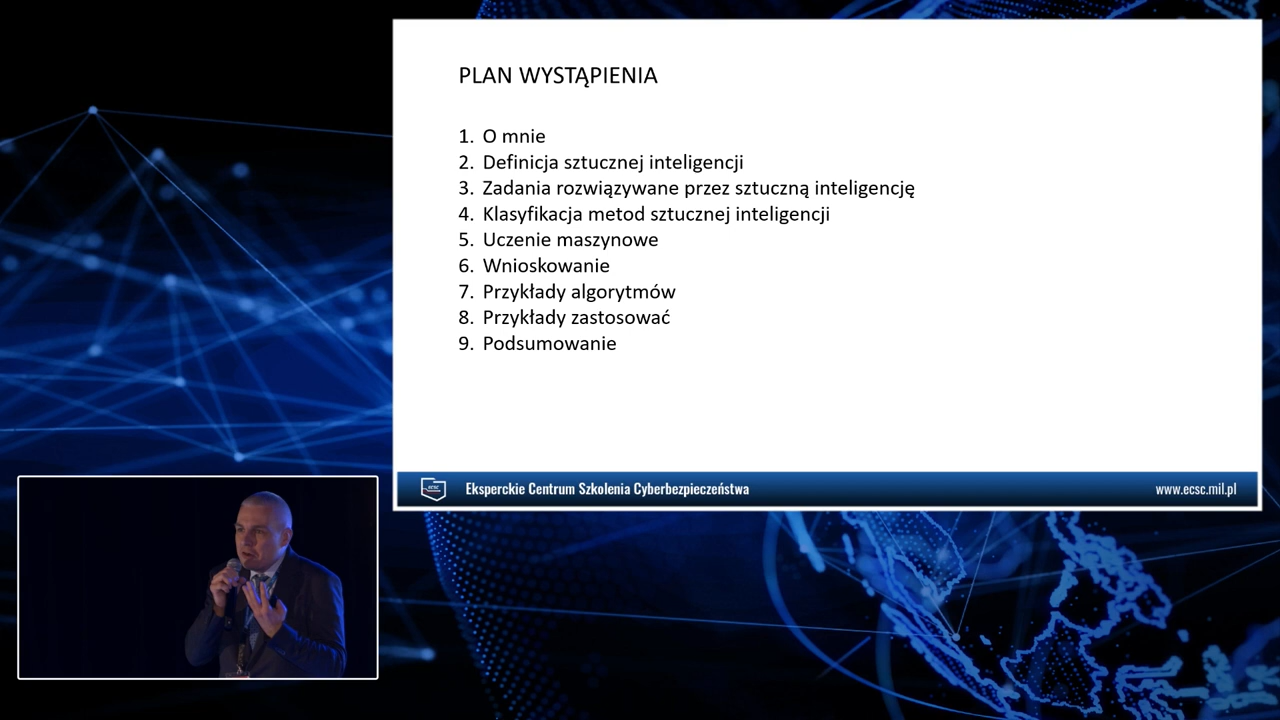 PLAN WYSTĄPIENIA
1. O mnie
2. Definicja sztucznej inteligencji
3. Zadania rozwiązywane przez sztuczną inteligencję
4. Klasyfikacja metod sztucznej inteligencji
5. Uczenie maszynowe
6. Wnioskowanie
7. Przykłady algorytmów
8. Przykłady zastosować
9. Podsumowanie
ecsc
Eksperckie Centrum Szkolenia Cyberbezpieczeństwa
www.ecsc.mil.pl